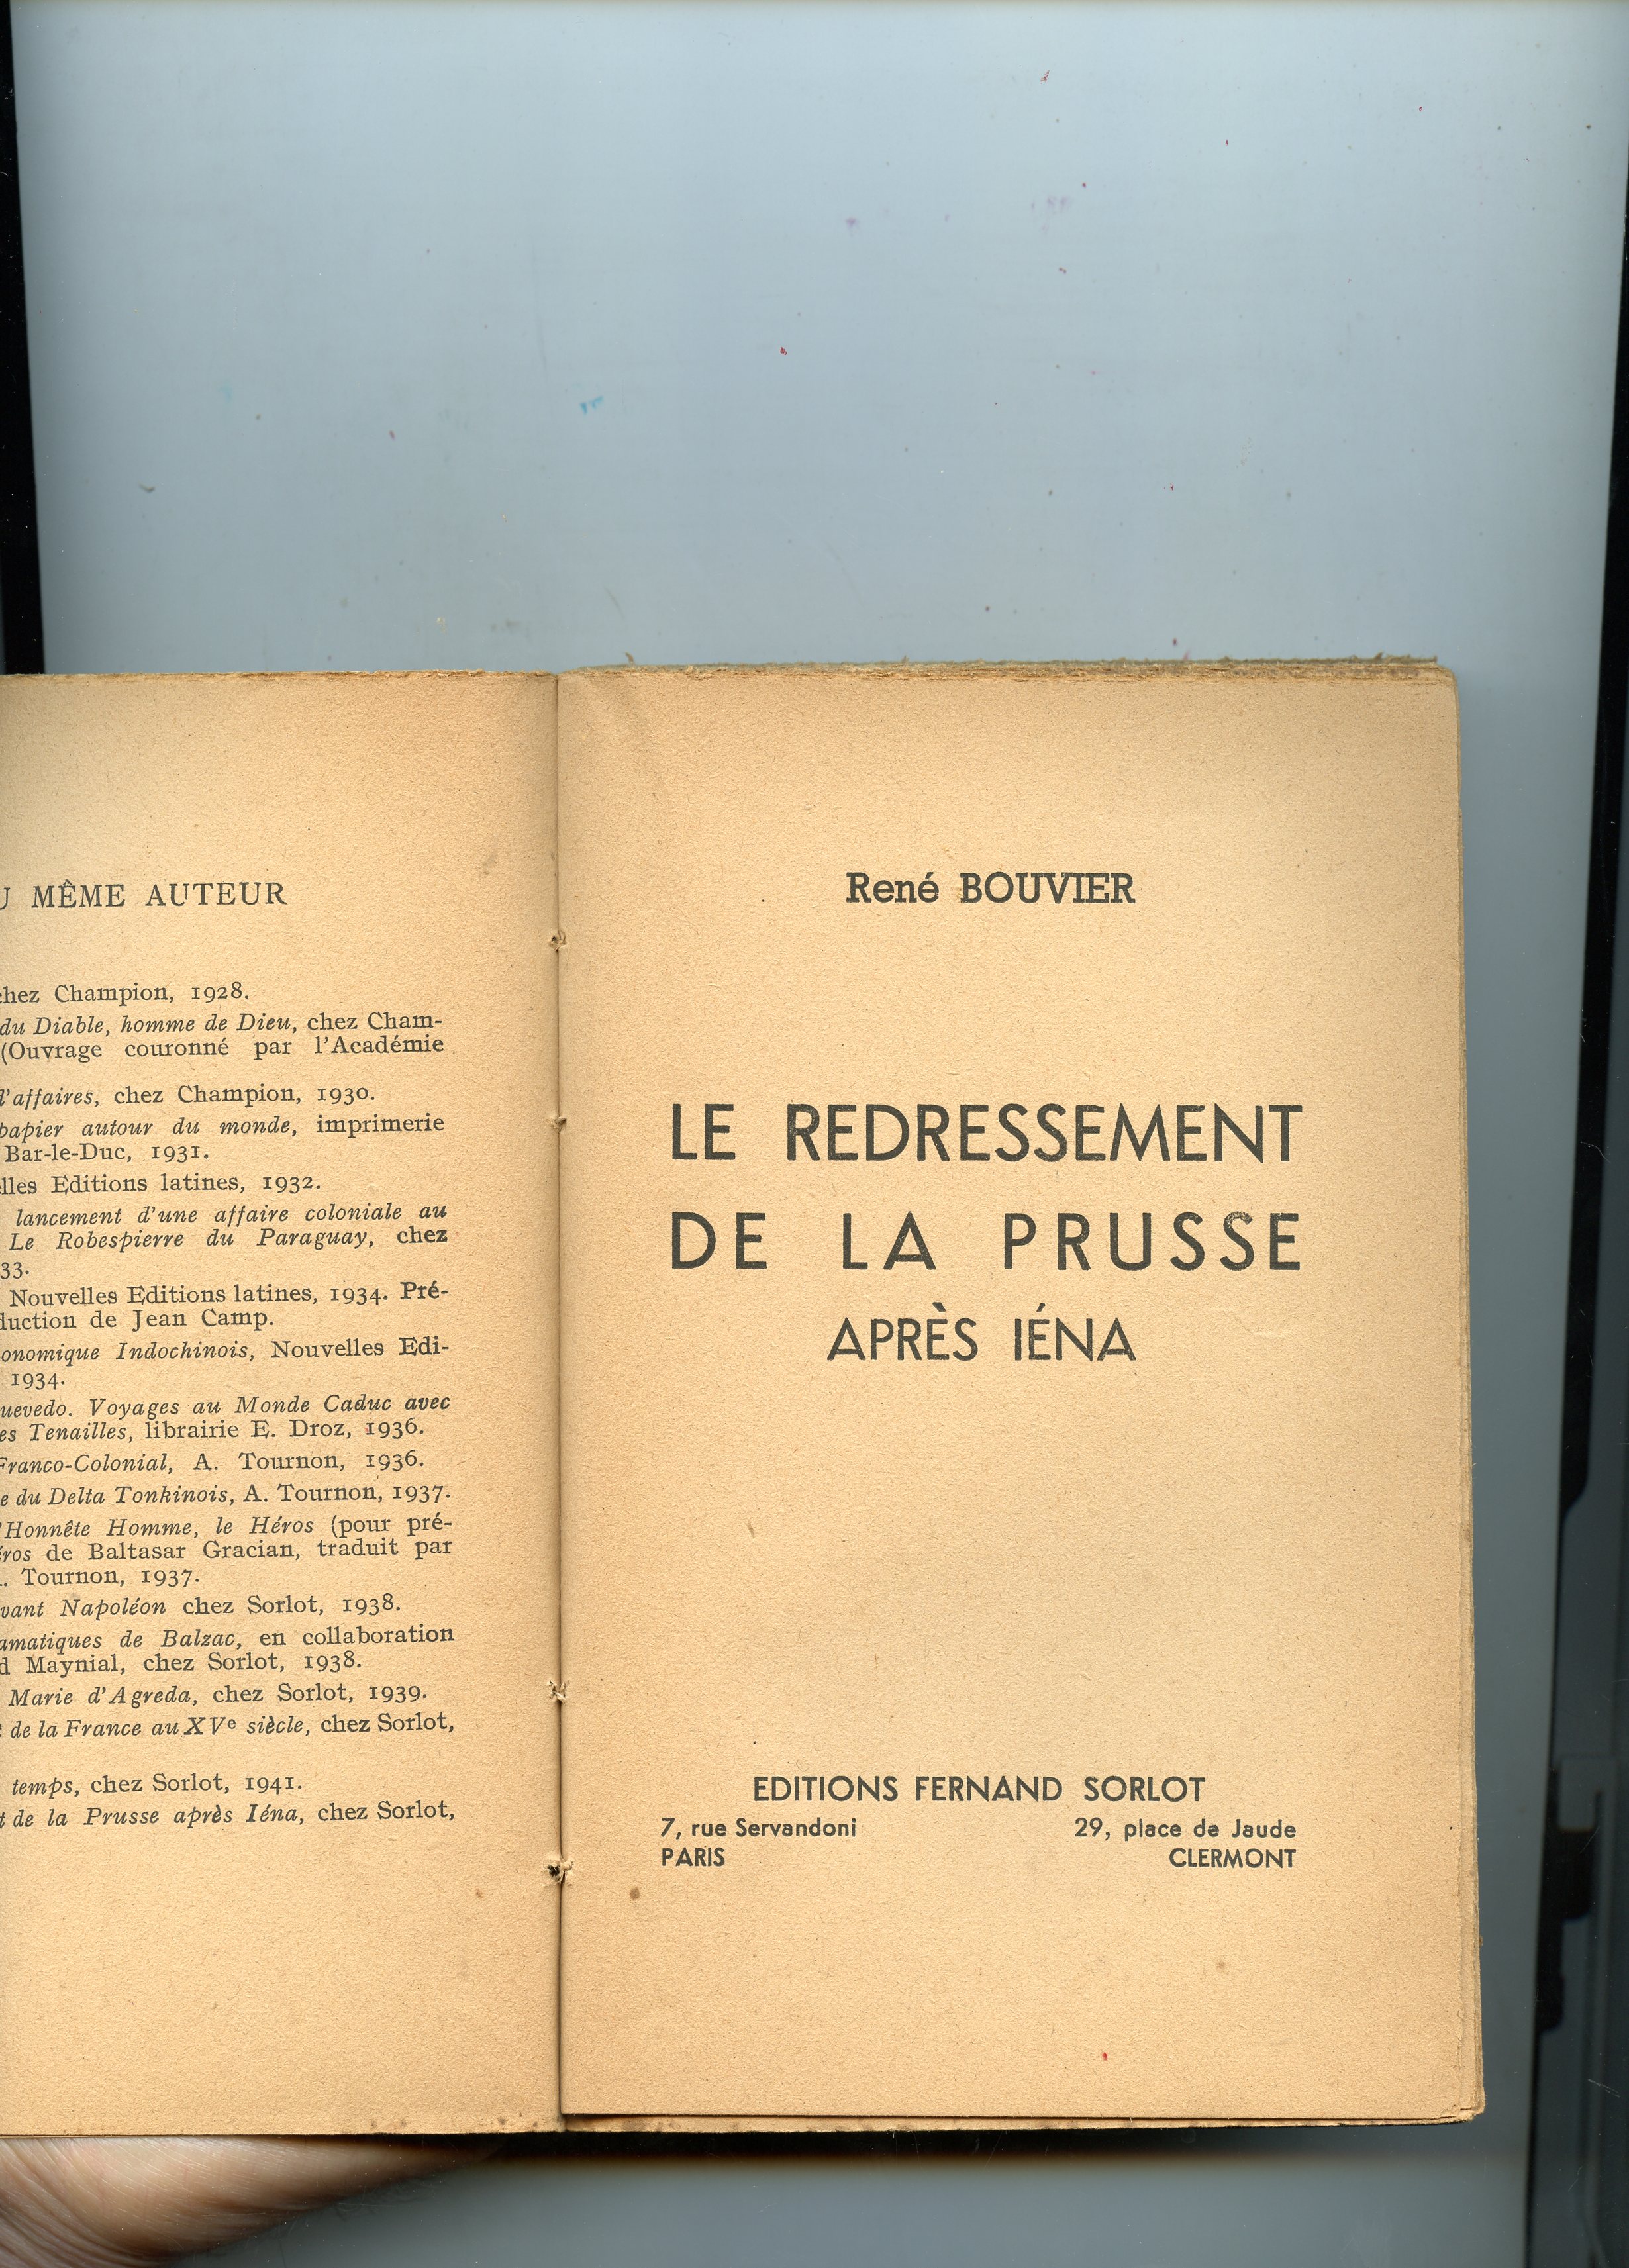 MÊME AUTEUR
chez Champion, 1928.
du Diable, homme de Dieu, chez Cham-
(Ouvrage couronné par l'Académie
l'affaires, chez Champion, 1930.
papier autour du monde, imprimerie
Bar-le-Duc, 1931.
lles Editions latines, 1932.
lancement d'une affaire coloniale au
Le Robespierre du Paraguay, chez
33.
Nouvelles Editions latines, 1934. Pré-
duction de Jean Camp.
onomique Indochinois, Nouvelles Edi-
1934.
uevedo. Voyages au Monde Caduc avec
es Tenailles, librairie E. Droz, 1936.
Franco-Colonial, A. Tournon, 1936.
e du Delta Tonkinois, A. Tournon, 1937.
'Honnête Homme, le Héros (pour pré-
ros de Baltasar Gracian, traduit par
. Tournon, 1937.
vant Napoléon chez Sorlot, 1938.
amatiques de Balzac, en collaboration
d Maynial, chez Sorlot, 1938.
Marie d'Agreda, chez Sorlot, 1939.
t de la France au XVe siècle, chez Sorlot,
temps, chez Sorlot, 1941.
t de la Prusse après Iéna, chez Sorlot,
René BOUVIER
LE REDRESSEMENT
DE LA PRUSSE
APRÈS IÉNA
EDITIONS FERNAND SORLOT
7, rue Servandoni 29, place de Jaude
PARIS CLERMONT